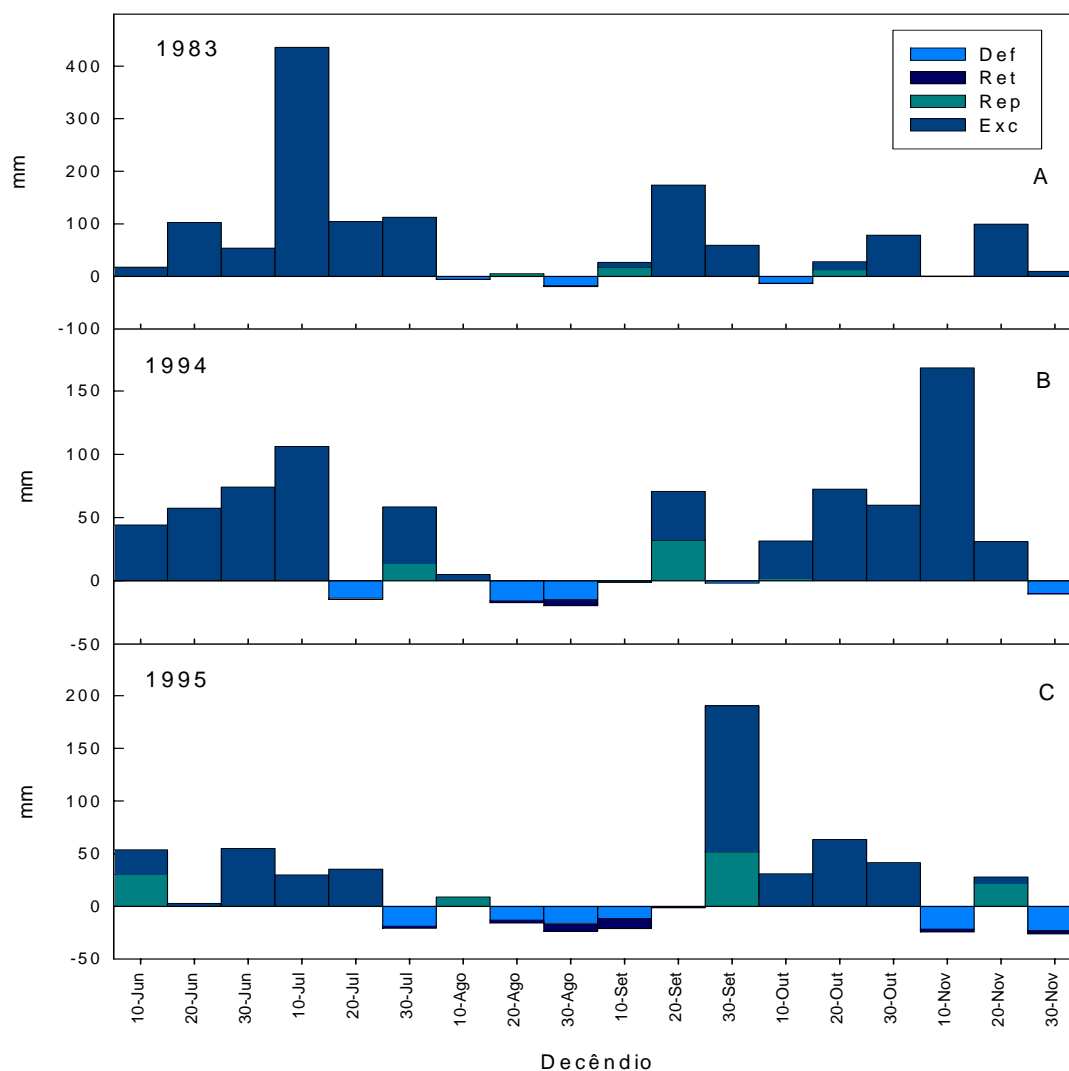 1983
Def
Ret
Rep
Exc
A
mm
400
300
200
100
0
-100
1994
B
mm
150
100
50
0
-50
1995
C
mm
200
150
100
50
0
-50
10-Jun
20-Jun
30-Jun
10-Jul
20-Jul
30-Jul
10-Ago
20-Ago
30-Ago
10-Set
20-Set
30-Set
10-Out
20-Out
30-Out
10-Nov
20-Nov
30-Nov
Decêndio